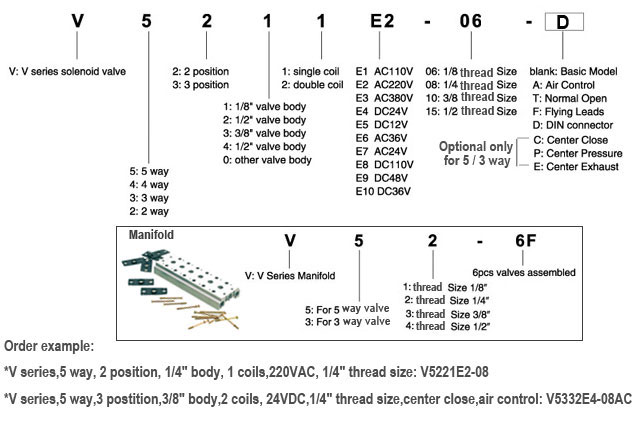 V 5 2 1 1 E2 - 06 - D
V: V series solenoid valve
5: 5 way
4: 4 way
3: 3 way
2: 2 way
2: 2 position
3: 3 position
1: 1/8" valve body
2: 1/2" valve body
3: 3/8" valve body
4: 1/2" valve body
0: other valve body
1: single coil
2: double coil
E1 AC110V
E2 AC220V
E3 AC380V
E4 DC24V
E5 DC12V
E6 AC36V
E7 AC24V
E8 DC110V
E9 DC48V
E10 DC36V
06: 1/8 thread Size
08: 1/4 thread Size
10: 3/8 thread Size
15: 1/2 thread Size
blank: Basic Model
A: Air Control
T: Normal Open
F: Flying Leads
D: DIN connector
C: Center Close
P: Center Pressure
E: Center Exhaust
Optional only
for 5 / 3 way
Manifold
V 5 2 - 6F
V: V Series Manifold
5: For 5 way valve
3: For 3 way valve
1: thread Size 1/8"
2: thread Size 1/4"
3: thread Size 3/8"
4: thread Size 1/2"
6pcs valves assembled
Order example:
*V series,5 way, 2 position, 1/4" body, 1 coils,220VAC, 1/4" thread size: V5221E2-08
*V series,5 way,3 postition,3/8" body,2 coils, 24VDC,1/4" thread size,center close,air control: V5332E4-08AC